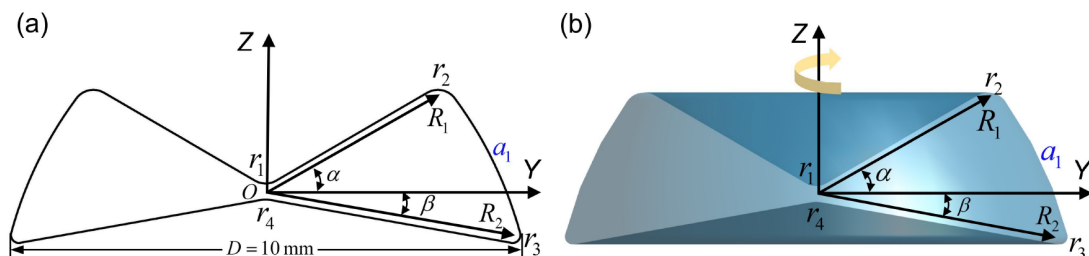 (a)
Z
r₂
R₁
a₁
r₁
α
Y
O
β
r₄
R₂
r₃
D = 10 mm
(b)
Z
r₂
R₁
a₁
r₁
α
Y
O
β
r₄
R₂
r₃